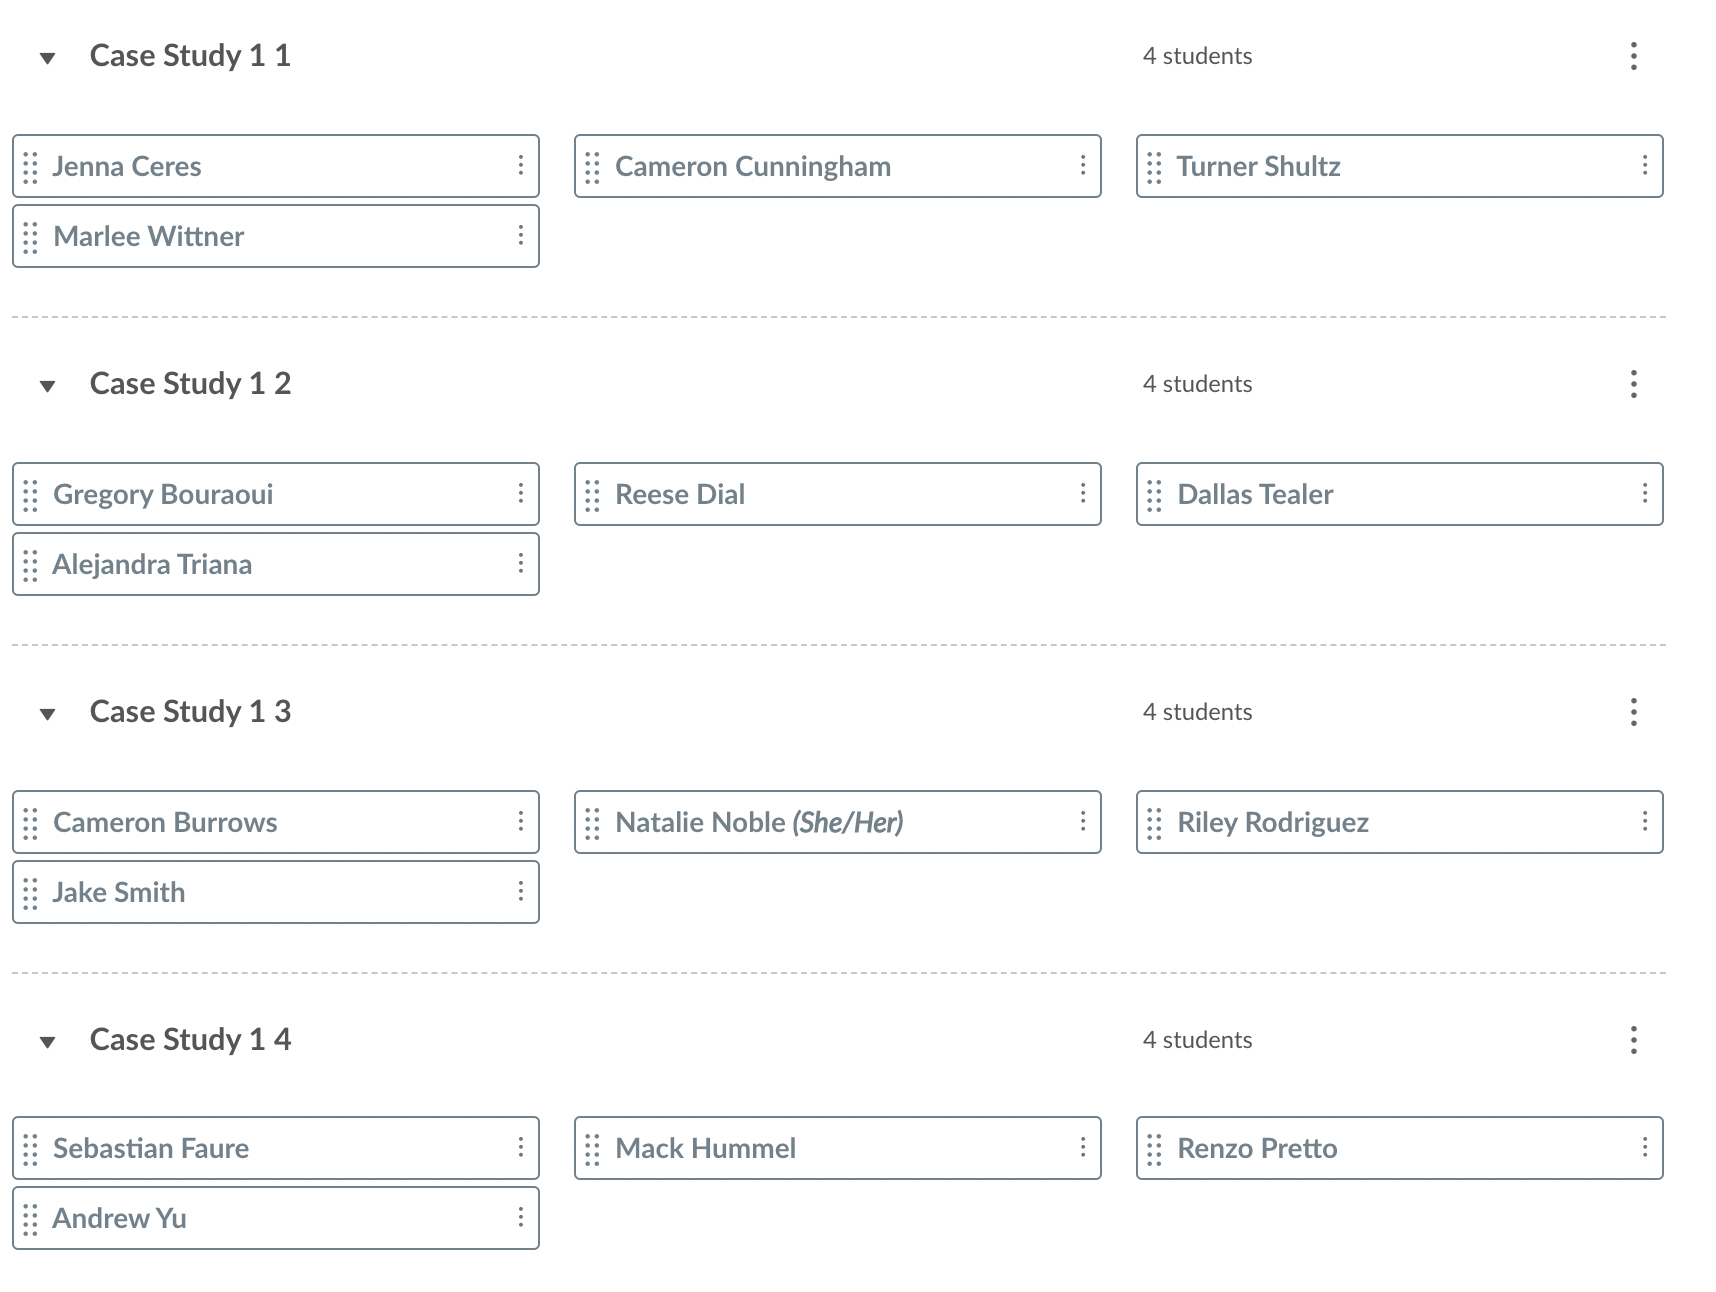 Case Study 1 1
4 students
Jenna Ceres
Cameron Cunningham
Turner Shultz
Marlee Wittner
Case Study 1 2
4 students
Gregory Bouraoui
Reese Dial
Dallas Tealer
Alejandra Triana
Case Study 1 3
4 students
Cameron Burrows
Natalie Noble (She/Her)
Riley Rodriguez
Jake Smith
Case Study 1 4
4 students
Sebastian Faure
Mack Hummel
Renzo Pretto
Andrew Yu